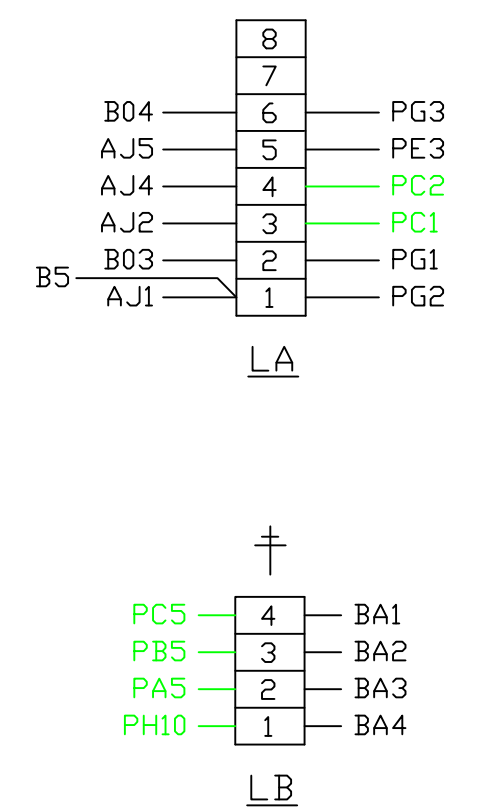 8
7
B04 6 PG3
AJ5 5 PE3
AJ4 4 PC2
AJ2 3 PC1
B03 2 PG1
B5
AJ1 1 PG2
LA
PC5 4 BA1
PB5 3 BA2
PA5 2 BA3
PH10 1 BA4
LB